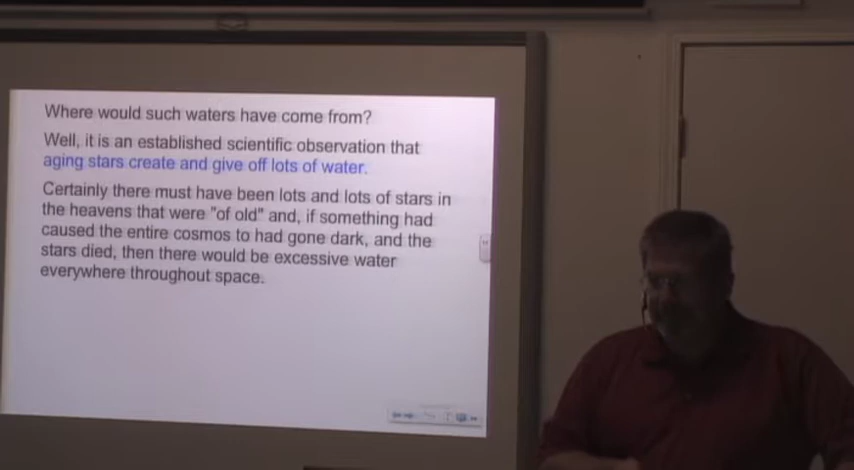 Where would such waters have come from?
Well, it is an established scientific observation that
aging stars create and give off lots of water.
Certainly there must have been lots and lots of stars in
the heavens that were "of old" and, if something had
caused the entire cosmos to had gone dark, and the
stars died, then there would be excessive water
everywhere throughout space.